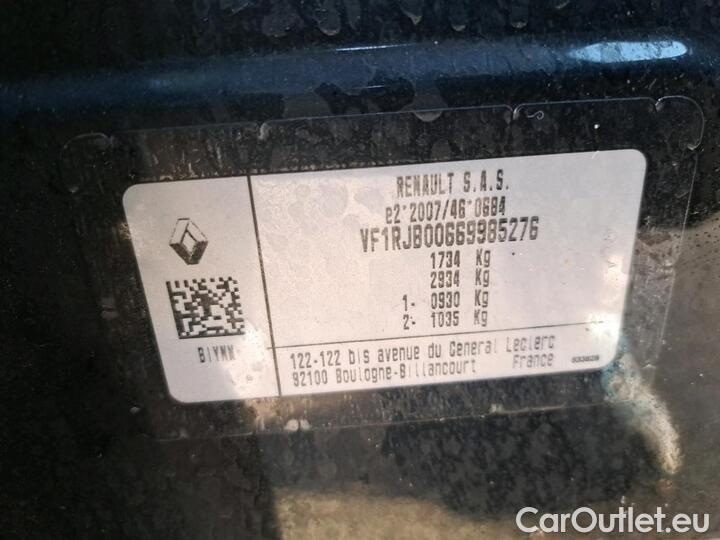 RENAULT S.A.S.
e2*2007/46*0684
VF1RJB00669985276
1734 Kg
2934 Kg
1- 0930 Kg
2- 1035 Kg
122-122 bis avenue du General Leclerc
92100 Boulogne-Billancourt France
CarOutlet.eu